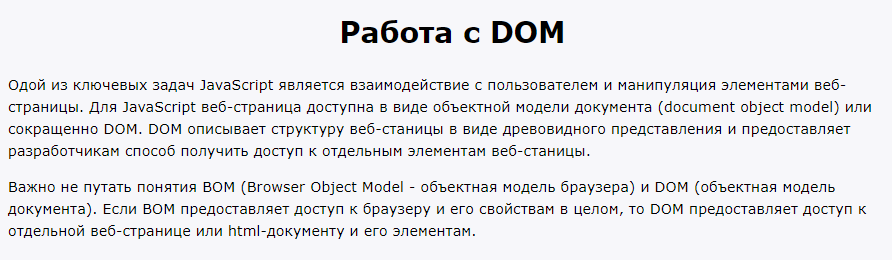 Работа с DOM
Одой из ключевых задач JavaScript является взаимодействие с пользователем и манипуляция элементами веб-
страницы. Для JavaScript веб-страница доступна в виде объектной модели документа (document object model) или
сокращенно DOM. DOM описывает структуру веб-станицы в виде древовидного представления и предоставляет
разработчикам способ получить доступ к отдельным элементам веб-станицы.
Важно не путать понятия BOM (Browser Object Model - объектная модель браузера) и DOM (объектная модель
документа). Если BOM предоставляет доступ к браузеру и его свойствам в целом, то DOM предоставляет доступ к
отдельной веб-странице или html-документу и его элементам.